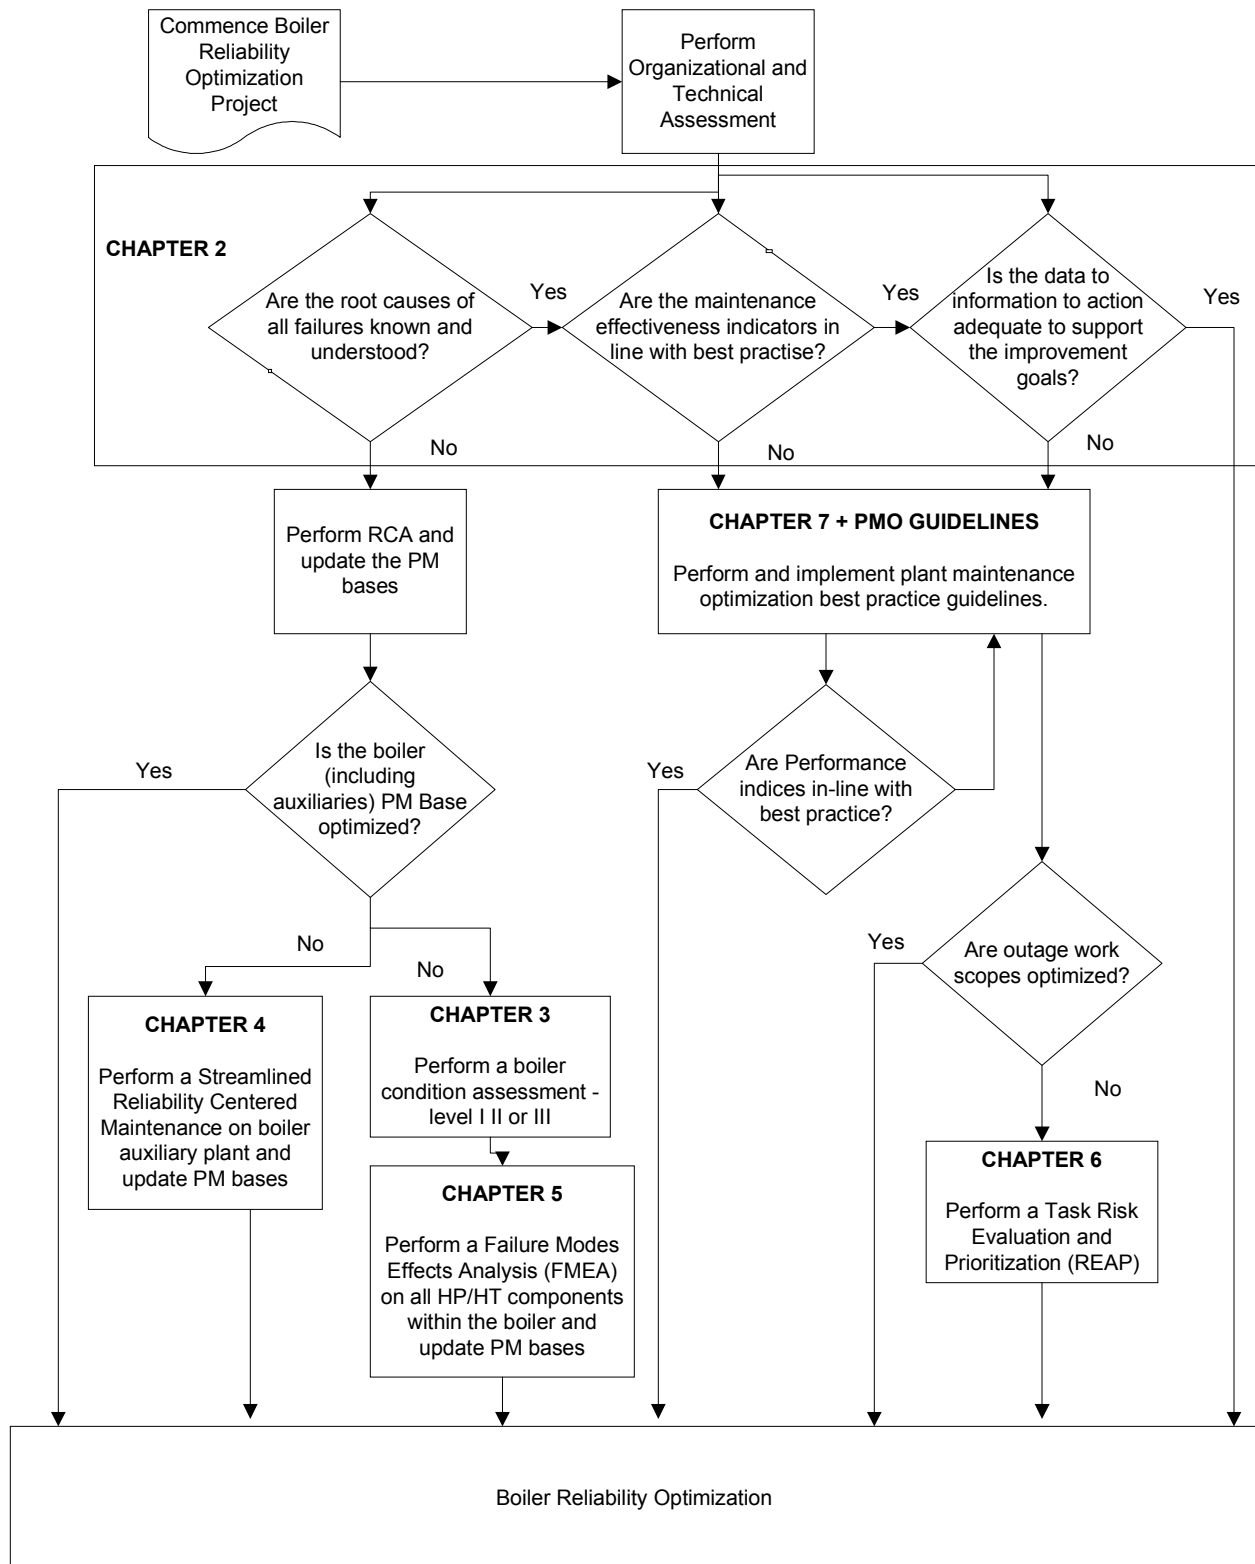 Commence Boiler
Reliability
Optimization
Project
Perform
Organizational and
Technical
Assessment
CHAPTER 2
Are the root causes of
all failures known and
understood?
Yes
Are the maintenance
effectiveness indicators in
line with best practise?
Yes
Is the data to
information to action
adequate to support
the improvement
goals?
Yes
No
No
No
Perform RCA and
update the PM
bases
CHAPTER 7 + PMO GUIDELINES
Perform and implement plant maintenance
optimization best practice guidelines.
Yes
Is the boiler
(including
auxiliaries) PM Base
optimized?
Yes
Are Performance
indices in-line with
best practice?
No
No
Yes
Are outage work
scopes optimized?
No
CHAPTER 4
Perform a Streamlined
Reliability Centered
Maintenance on boiler
auxiliary plant and
update PM bases
CHAPTER 3
Perform a boiler
condition assessment -
level I II or III
CHAPTER 5
Perform a Failure Modes
Effects Analysis (FMEA)
on all HP/HT components
within the boiler and
update PM bases
CHAPTER 6
Perform a Task Risk
Evaluation and
Prioritization (REAP)
Boiler Reliability Optimization